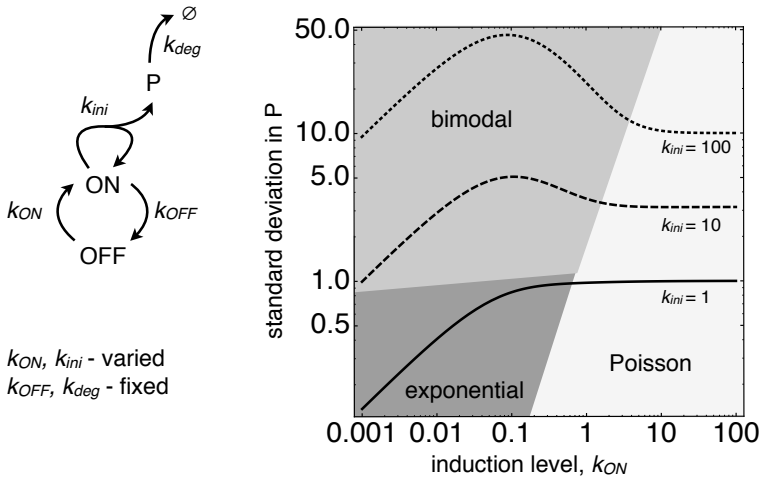 ∅
k_deg
P
k_ini
ON
k_ON
k_OFF
OFF
k_ON, k_ini - varied
k_OFF, k_deg - fixed
standard deviation in P
50.0
10.0
5.0
1.0
0.5
bimodal
k_ini = 100
k_ini = 10
k_ini = 1
exponential
Poisson
0.001 0.01 0.1 1 10 100
induction level, k_ON